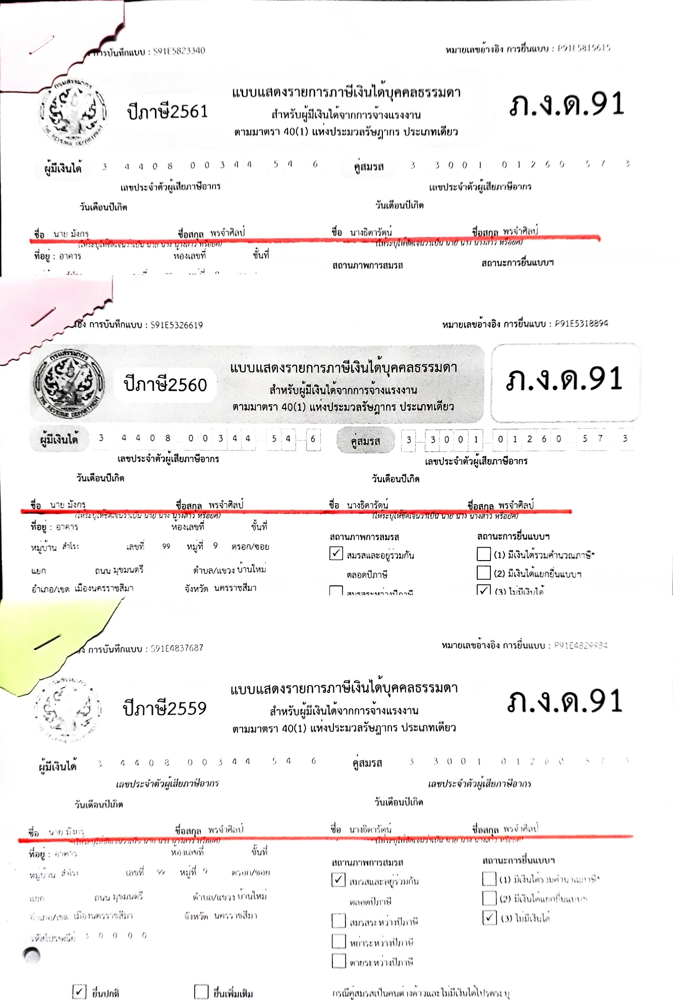 การบันทึกแบบ : S91E5823340
หมายเลขอ้างอิง การยื่นแบบ : P91E5815615
กรมสรรพากร
THE REVENUE DEPARTMENT
ปีภาษี2561
แบบแสดงรายการภาษีเงินได้บุคคลธรรมดา
สำหรับผู้มีเงินได้จากการจ้างแรงงาน
ตามมาตรา 40(1) แห่งประมวลรัษฎากร ประเภทเดียว
ภ.ง.ด.91
ผู้มีเงินได้ 3 4408 00344 54 6 คู่สมรส 3 3001 01260 57 3
เลขประจำตัวผู้เสียภาษีอากร เลขประจำตัวผู้เสียภาษีอากร
วันเดือนปีเกิด วันเดือนปีเกิด
ชื่อ นาย มังกร ชื่อสกุล พรจำศิลป์ ชื่อ นางธิดารัตน์ ชื่อสกุล พรจำศิลป์
(ให้ระบุให้ชัดเจนว่าเป็น นาย นาง นางสาว หรือยศ) (ให้ระบุให้ชัดเจนว่าเป็น นาย นาง นางสาว หรือยศ)
ที่อยู่ : อาคาร ห้องเลขที่ ชั้นที่ สถานภาพการสมรส สถานะการยื่นแบบฯ
อ้างอิง การบันทึกแบบ : S91E5326619
หมายเลขอ้างอิง การยื่นแบบ : P91E5318894
กรมสรรพากร
THE REVENUE DEPARTMENT
ปีภาษี2560
แบบแสดงรายการภาษีเงินได้บุคคลธรรมดา
สำหรับผู้มีเงินได้จากการจ้างแรงงาน
ตามมาตรา 40(1) แห่งประมวลรัษฎากร ประเภทเดียว
ภ.ง.ด.91
ผู้มีเงินได้ 3 4408 00344 54 6 คู่สมรส 3 3001 01260 57 3
เลขประจำตัวผู้เสียภาษีอากร เลขประจำตัวผู้เสียภาษีอากร
วันเดือนปีเกิด วันเดือนปีเกิด
ชื่อ นาย มังกร ชื่อสกุล พรจำศิลป์ ชื่อ นางธิดารัตน์ ชื่อสกุล พรจำศิลป์
(ให้ระบุให้ชัดเจนว่าเป็น นาย นาง นางสาว หรือยศ) (ให้ระบุให้ชัดเจนว่าเป็น นาย นาง นางสาว หรือยศ)
ที่อยู่ : อาคาร ห้องเลขที่ ชั้นที่ สถานภาพการสมรส สถานะการยื่นแบบฯ
หมู่บ้าน สำโรง เลขที่ 99 หมู่ที่ 9 ตรอก/ซอย ✓ สมรสและอยู่ร่วมกัน (1) มีเงินได้รวมคำนวณภาษี*
แยก ถนน มุขมนตรี ตำบล/แขวง บ้านใหม่ ตลอดปีภาษี (2) มีเงินได้แยกยื่นแบบฯ
อำเภอ/เขต เมืองนครราชสีมา จังหวัด นครราชสีมา สมรสระหว่างปีภาษี ✓ (3) ไม่มีเงินได้
การบันทึกแบบ : S91E4837687
หมายเลขอ้างอิง การยื่นแบบ : P91E4829984
ปีภาษี2559
แบบแสดงรายการภาษีเงินได้บุคคลธรรมดา
สำหรับผู้มีเงินได้จากการจ้างแรงงาน
ตามมาตรา 40(1) แห่งประมวลรัษฎากร ประเภทเดียว
ภ.ง.ด.91
ผู้มีเงินได้ 3 4408 00344 54 6 คู่สมรส 3 3001 01260 57 3
เลขประจำตัวผู้เสียภาษีอากร เลขประจำตัวผู้เสียภาษีอากร
วันเดือนปีเกิด วันเดือนปีเกิด
ชื่อ นาย มังกร ชื่อสกุล พรจำศิลป์ ชื่อ นางธิดารัตน์ ชื่อสกุล พรจำศิลป์
(ให้ระบุให้ชัดเจนว่าเป็น นาย นาง นางสาว หรือยศ) (ให้ระบุให้ชัดเจนว่าเป็น นาย นาง นางสาว หรือยศ)
ที่อยู่ : อาคาร ห้องเลขที่ ชั้นที่ สถานภาพการสมรส สถานะการยื่นแบบฯ
หมู่บ้าน สำโรง เลขที่ 99 หมู่ที่ 9 ตรอก/ซอย ✓ สมรสและอยู่ร่วมกัน (1) มีเงินได้รวมคำนวณภาษี*
แยก ถนน มุขมนตรี ตำบล/แขวง บ้านใหม่ ตลอดปีภาษี (2) มีเงินได้แยกยื่นแบบฯ
อำเภอ/เขต เมืองนครราชสีมา จังหวัด นครราชสีมา สมรสระหว่างปีภาษี ✓ (3) ไม่มีเงินได้
รหัสไปรษณีย์ 3 0 0 0 0 หย่าระหว่างปีภาษี
ตายระหว่างปีภาษี
✓ ยื่นปกติ ยื่นเพิ่มเติม กรณีคู่สมรสเป็นคนต่างด้าวและไม่มีเงินได้โปรดระบุ